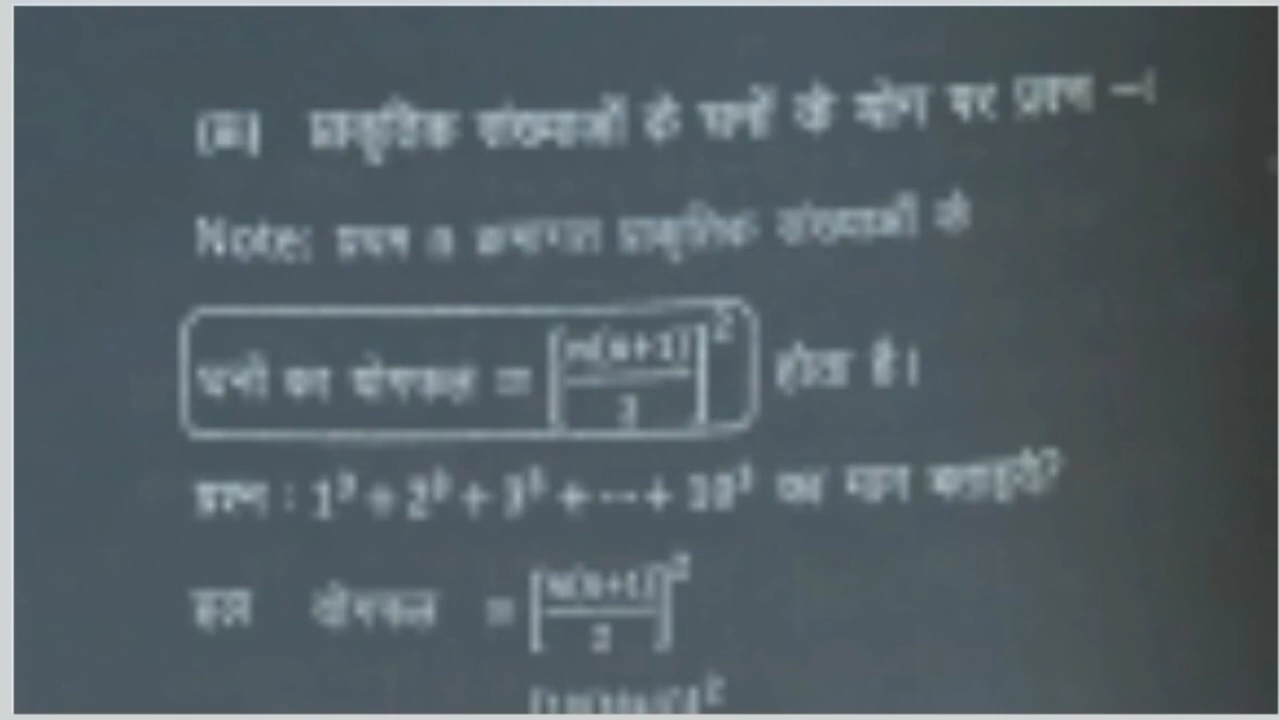 (iii) प्राकृतिक संख्याओं के घनों के योग पर प्रश्न –
Note: प्रथम n क्रमागत प्राकृतिक संख्याओं के
घनों का योगफल = [n(n+1)/2]² होता है।
प्रश्न : 1³ + 2³ + 3³ + --- + 10³ का मान बताइये?
हल योगफल = [n(n+1)/2]²